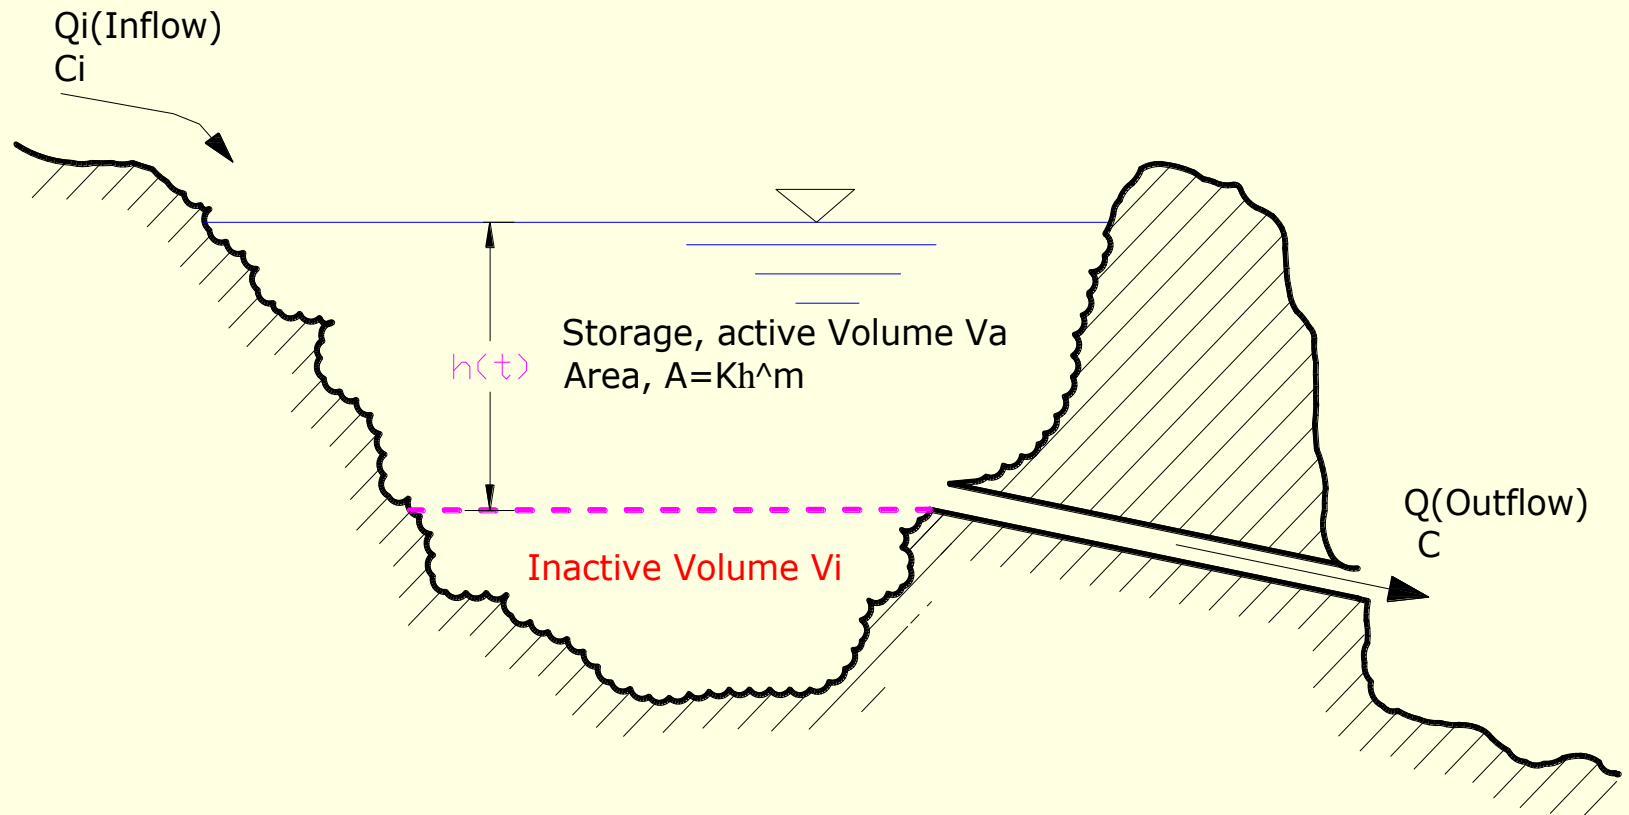 Qi(Inflow)
Ci
Storage, active Volume Va
h(t)
Area, A=Kh^m
Q(Outflow)
C
Inactive Volume Vi